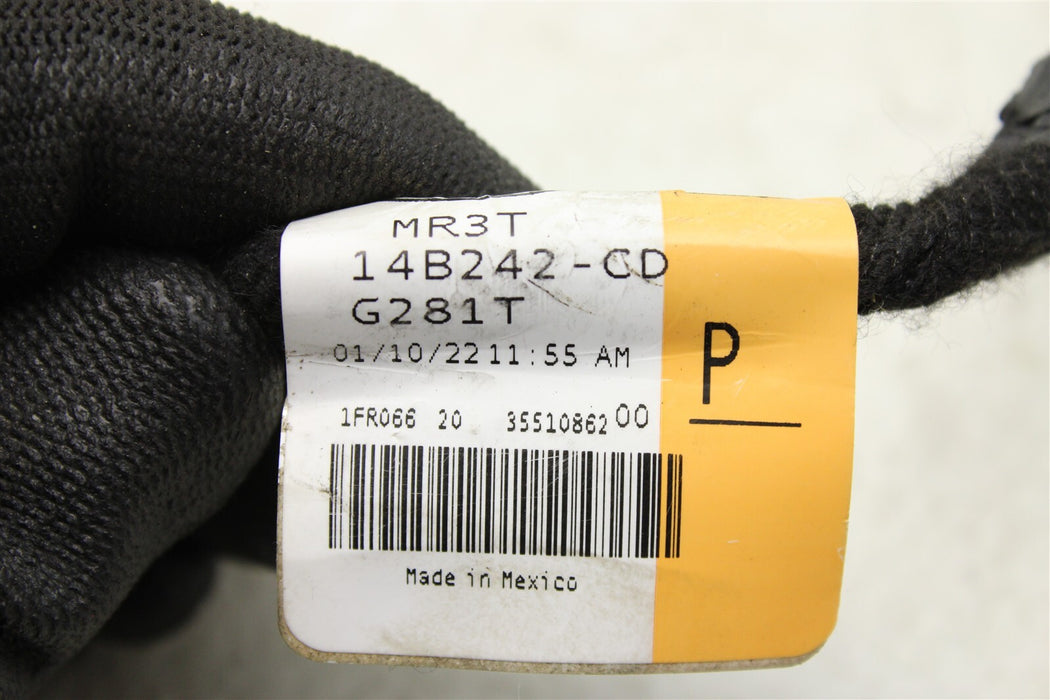 MR3T
14B242-CD
G281T
01/10/22 11:55 AM
P
1FR066 20 35510862 00
Made in Mexico